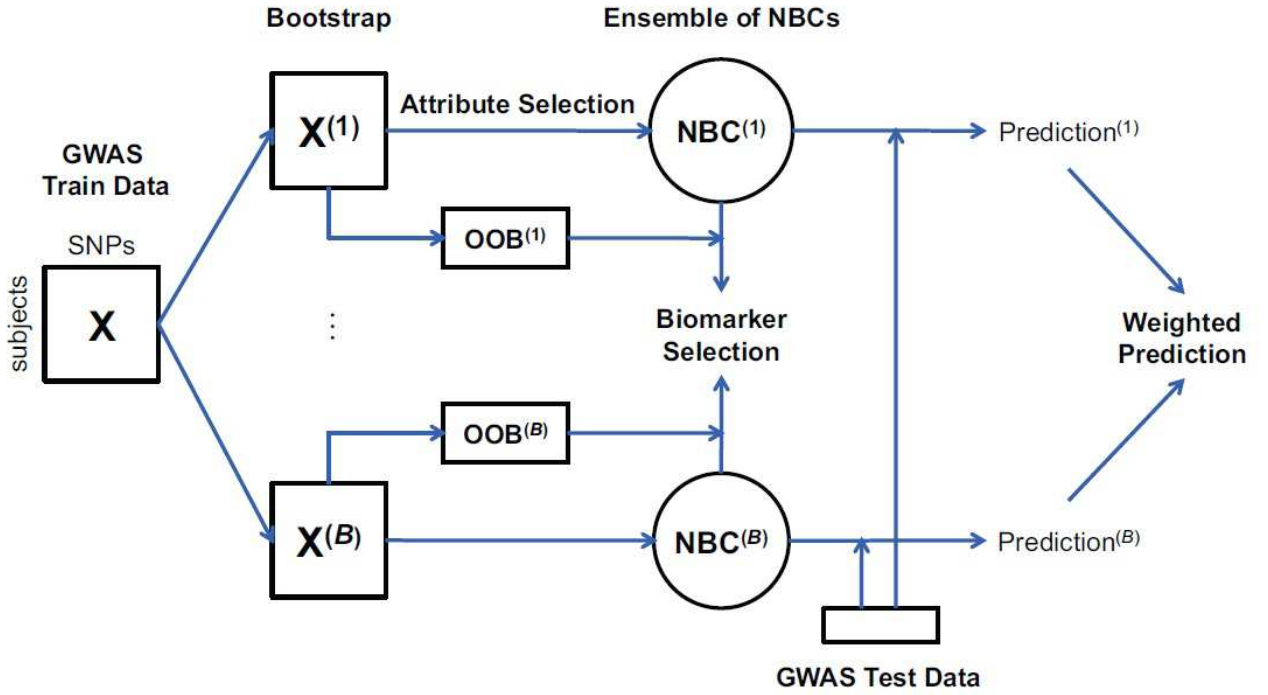 Bootstrap
Ensemble of NBCs
X(1)
Attribute Selection
NBC(1)
Prediction(1)
GWAS
Train Data
OOB(1)
SNPs
subjects
X
...
Biomarker
Selection
Weighted
Prediction
OOB(B)
X(B)
NBC(B)
Prediction(B)
GWAS Test Data